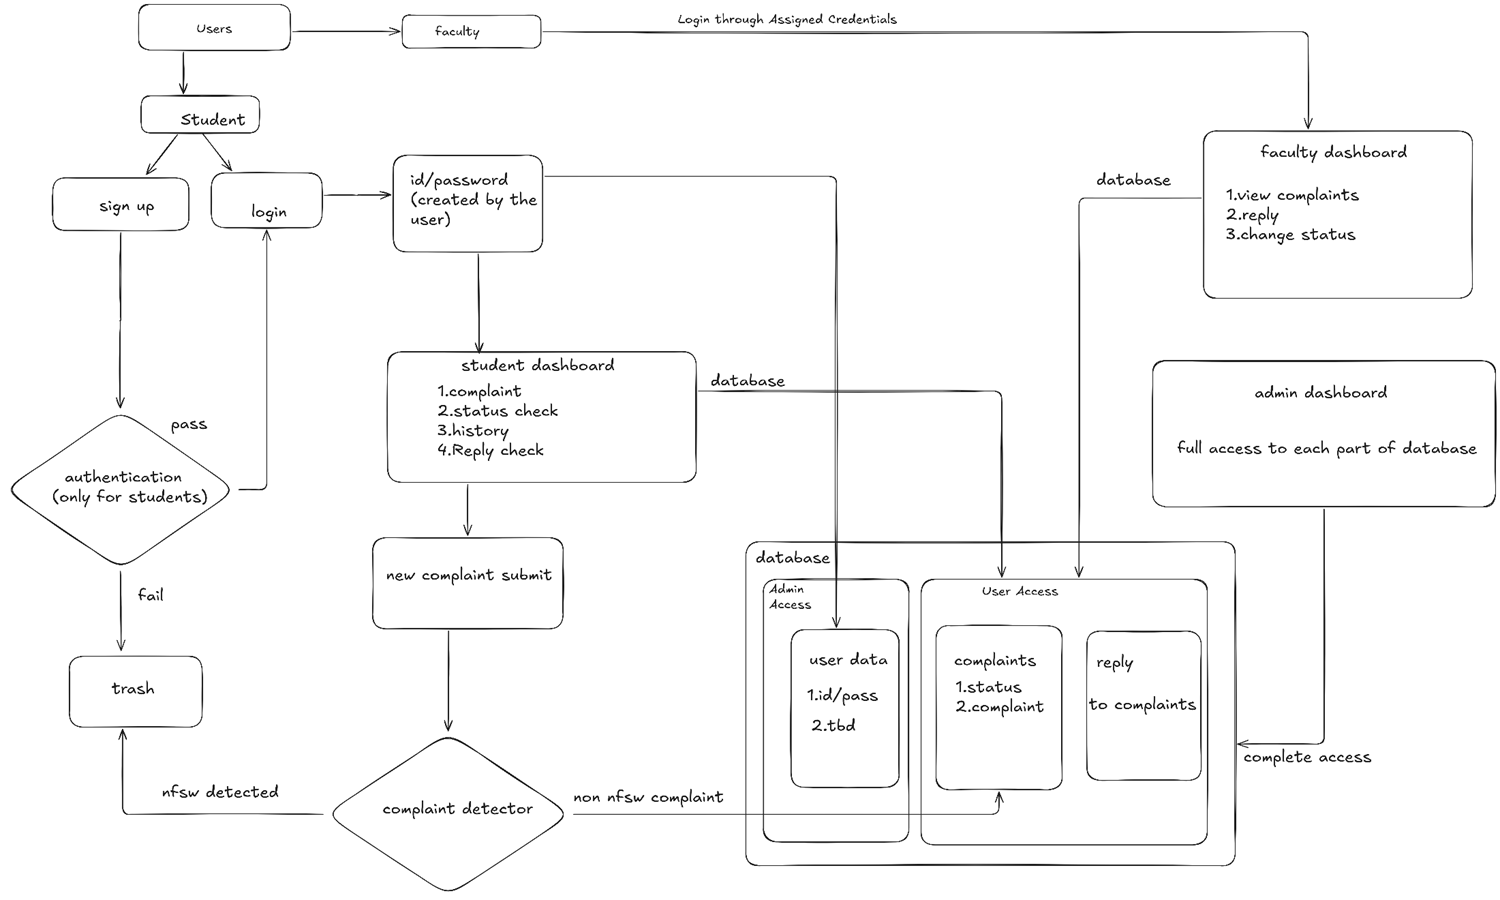 Users
faculty
Login through Assigned Credentials
Student
sign up
login
id/password
(created by the
user)
faculty dashboard
1.view complaints
2.reply
3.change status
database
student dashboard
1.complaint
2.status check
3.history
4.Reply check
database
admin dashboard
full access to each part of database
pass
authentication
(only for students)
fail
trash
new complaint submit
database
Admin
Access
user data
1.id/pass
2.tbd
User Access
complaints
1.status
2.complaint
reply
to complaints
complete access
nfsw detected
complaint detector
non nfsw complaint